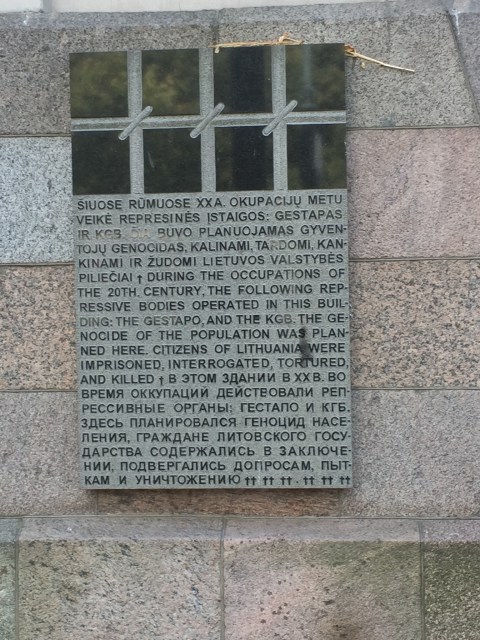 ŠIUOSE RŪMUOSE XXA. OKUPACIJŲ METU
VEIKĖ REPRESINĖS ĮSTAIGOS: GESTAPAS
IR KGB. ČIA BUVO PLANUOJAMAS GYVEN-
TOJŲ GENOCIDAS, KALINAMI, TARDOMI, KAN-
KINAMI IR ŽUDOMI LIETUVOS VALSTYBĖS
PILIEČIAI † DURING THE OCCUPATIONS OF
THE 20TH. CENTURY, THE FOLLOWING REP-
RESSIVE BODIES OPERATED IN THIS BUIL-
DING: THE GESTAPO, AND THE KGB. THE GE-
NOCIDE OF THE POPULATION WAS PLAN-
NED HERE. CITIZENS OF LITHUANIA WERE
IMPRISONED, INTERROGATED, TORTURED,
AND KILLED † В ЭТОМ ЗДАНИИ В XX В. ВО
ВРЕМЯ ОККУПАЦИЙ ДЕЙСТВОВАЛИ РЕП-
РЕССИВНЫЕ ОРГАНЫ: ГЕСТАПО И КГБ.
ЗДЕСЬ ПЛАНИРОВАЛСЯ ГЕНОЦИД НАСЕ-
ЛЕНИЯ, ГРАЖДАНЕ ЛИТОВСКОГО ГОСУ-
ДАРСТВА СОДЕРЖАЛИСЬ В ЗАКЛЮЧЕ-
НИИ, ПОДВЕРГАЛИСЬ ДОПРОСАМ, ПЫТ-
КАМ И УНИЧТОЖЕНИЮ †† †† †† · †† †† ††